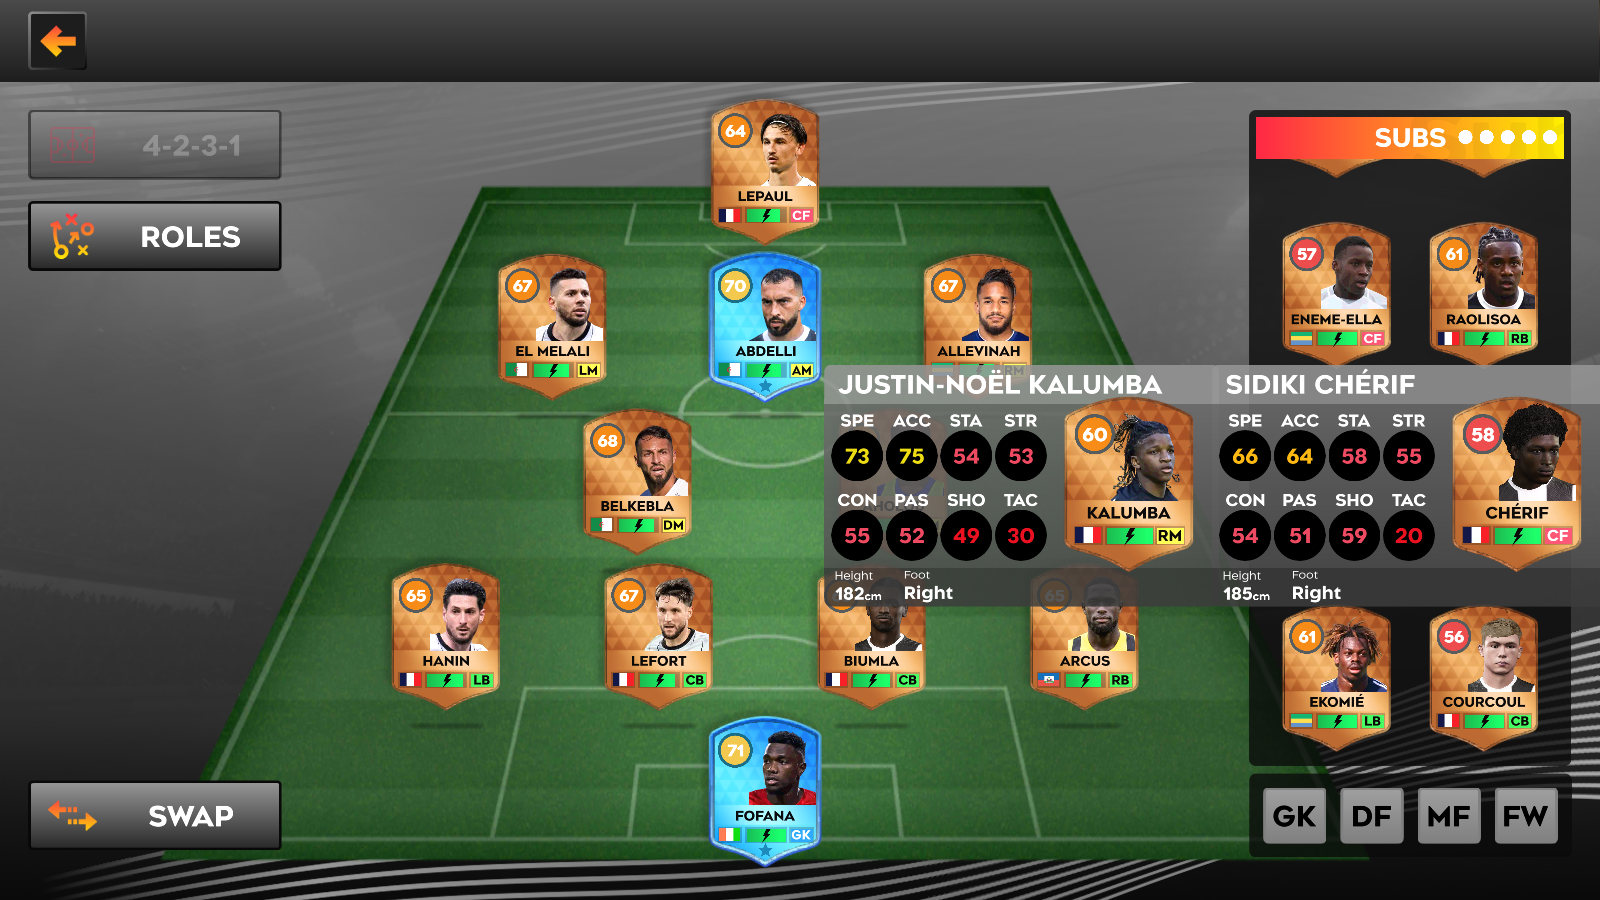 4-2-3-1
ROLES
SWAP
64
LEPAUL
CF
67
EL MELALI
LM
70
ABDELLI
AM
67
ALLEVINAH
RM
68
BELKEBLA
DM
65
HANIN
LB
67
LEFORT
CB
BIUMLA
CB
65
ARCUS
RB
71
FOFANA
GK
SUBS
57
ENEME-ELLA
CF
61
RAOLISOA
RB
JUSTIN-NOËL KALUMBA
SPE ACC STA STR
73 75 54 53
CON PAS SHO TAC
55 52 49 30
Height Foot
182cm Right
60
KALUMBA
RM
SIDIKI CHÉRIF
SPE ACC STA STR
66 64 58 55
CON PAS SHO TAC
54 51 59 20
Height Foot
185cm Right
58
CHÉRIF
CF
61
EKOMIÉ
LB
56
COURCOUL
CB
GK DF MF FW